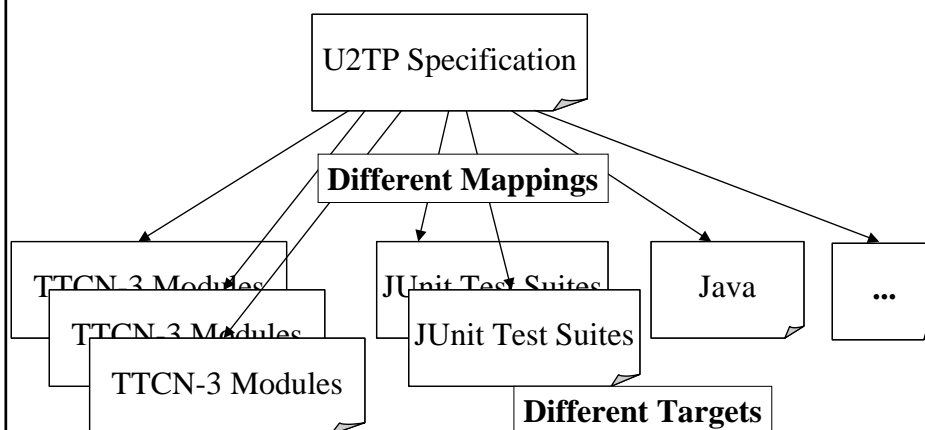 U2TP Specification
Different Mappings
TTCN-3 Modules
JUnit Test Suites
Java
...
TTCN-3 Modules
JUnit Test Suites
TTCN-3 Modules
Different Targets